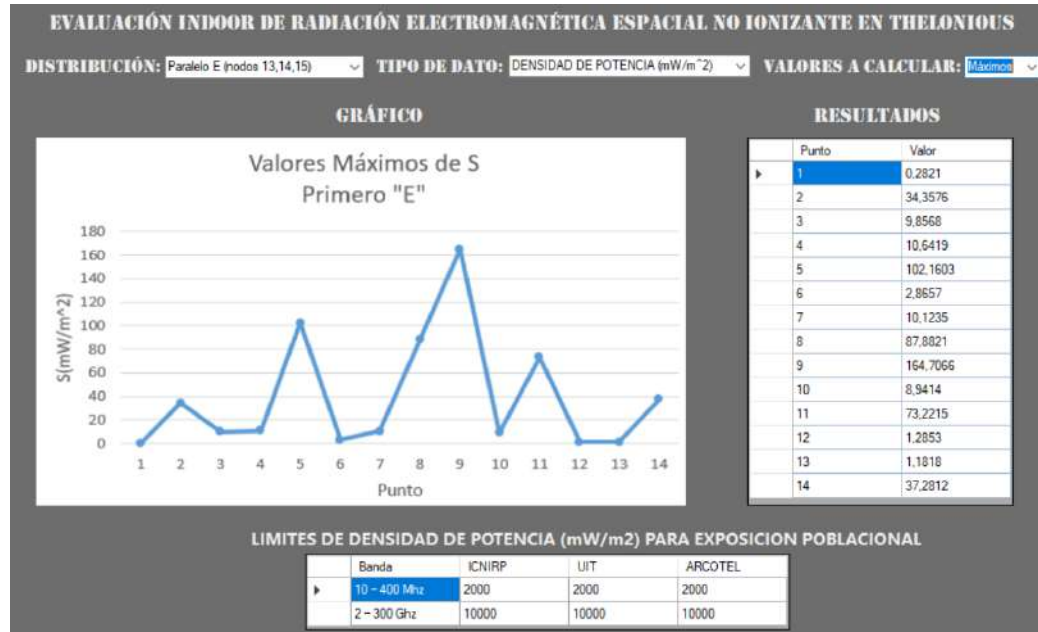 EVALUACIÓN INDOOR DE RADIACIÓN ELECTROMAGNÉTICA ESPACIAL NO IONIZANTE EN THELONIOUS
DISTRIBUCIÓN: Paralelo E (nodos 13,14,15) TIPO DE DATO: DENSIDAD DE POTENCIA (mW/m^2) VALORES A CALCULAR: Máximos
GRÁFICO
Valores Máximos de S
Primero "E"
180
160
140
120
100
80
60
40
20
0
S(mW/m^2)
1 2 3 4 5 6 7 8 9 10 11 12 13 14
Punto
RESULTADOS
Punto Valor
1 0,2821
2 34,3576
3 9,8568
4 10,6419
5 102,1603
6 2,8657
7 10,1235
8 87,8821
9 164,7066
10 8,9414
11 73,2215
12 1,2853
13 1,1818
14 37,2812
LIMITES DE DENSIDAD DE POTENCIA (mW/m2) PARA EXPOSICION POBLACIONAL
Banda ICNIRP UIT ARCOTEL
10 – 400 Mhz 2000 2000 2000
2 – 300 Ghz 10000 10000 10000